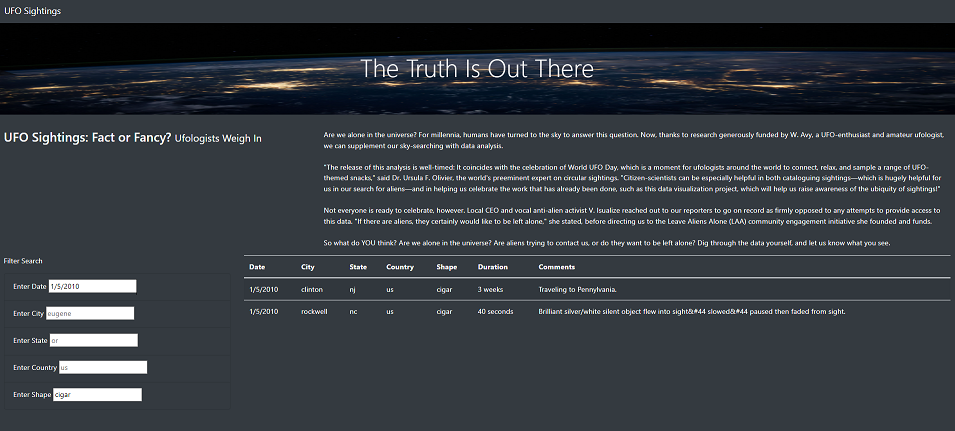 UFO Sightings
The Truth Is Out There
UFO Sightings: Fact or Fancy? Ufologists Weigh In
Are we alone in the universe? For millennia, humans have turned to the sky to answer this question. Now, thanks to research generously funded by W. Avy, a UFO-enthusiast and amateur ufologist,
we can supplement our sky-searching with data analysis.
"The release of this analysis is well-timed: It coincides with the celebration of World UFO Day, which is a moment for ufologists around the world to connect, relax, and sample a range of UFO-
themed snacks," said Dr. Ursula F. Olivier, the world's preeminent expert on circular sightings. "Citizen-scientists can be especially helpful in both cataloguing sightings—which is hugely helpful for
us in our search for aliens—and in helping us celebrate the work that has already been done, such as this data visualization project, which will help us raise awareness of the ubiquity of sightings!"
Not everyone is ready to celebrate, however. Local CEO and vocal anti-alien activist V. Isualize reached out to our reporters to go on record as firmly opposed to any attempts to provide access to
this data. "If there are aliens, they certainly would like to be left alone," she stated, before directing us to the Leave Aliens Alone (LAA) community engagement initiative she founded and funds.
So what do YOU think? Are we alone in the universe? Are aliens trying to contact us, or do they want to be left alone? Dig through the data yourself, and let us know what you see.
Filter Search
Enter Date 1/5/2010
Enter City eugene
Enter State or
Enter Country us
Enter Shape cigar
Date City State Country Shape Duration Comments
1/5/2010 clinton nj us cigar 3 weeks Traveling to Pennylvania.
1/5/2010 rockwell nc us cigar 40 seconds Brilliant silver/white silent object flew into sight&#44 slowed&#44 paused then faded from sight.